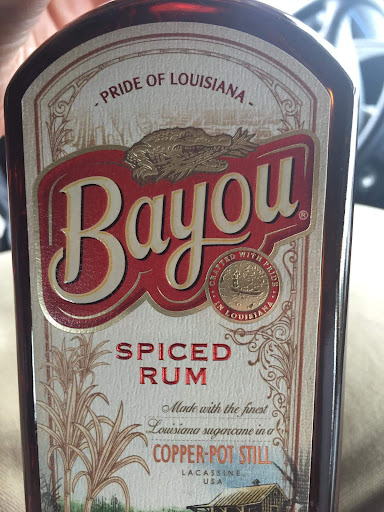 - PRIDE OF LOUISIANA -
Bayou®
CRAFTED WITH PRIDE
IN LOUISIANA
SPICED
RUM
Made with the finest
Louisiana sugarcane in a
COPPER-POT STILL
LACASSINE
USA